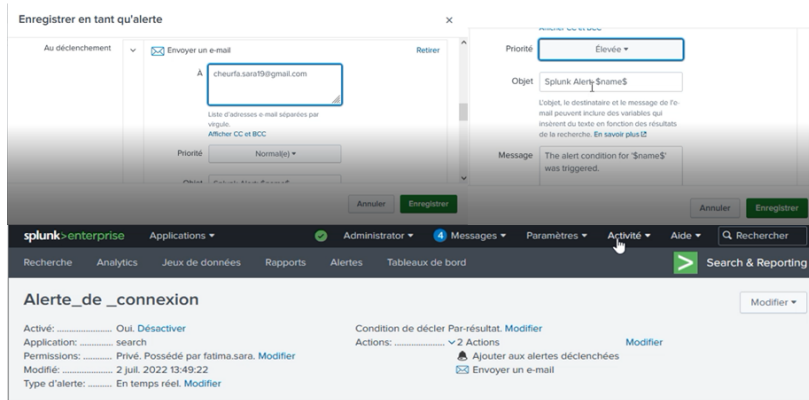 Enregistrer en tant qu'alerte ×
Au déclenchement Envoyer un e-mail Retirer
À cheurfa.sara19@gmail.com
Liste d'adresses e-mail séparées par
virgule.
Afficher CC et BCC
Priorité Normal(e)
Objet Splunk Alert: $name$
Annuler Enregistrer
Afficher CC et BCC
Priorité Élevée
Objet Splunk Alert: $name$
L'objet, le destinataire et le message de l'e-
mail peuvent inclure des variables qui
insèrent du texte en fonction des résultats
de la recherche. En savoir plus
Message The alert condition for '$name$'
was triggered.
Annuler Enregistrer
splunk>enterprise Applications Administrator 4 Messages Paramètres Activité Aide Rechercher
Recherche Analytics Jeux de données Rapports Alertes Tableaux de bord > Search & Reporting
Alerte_de _connexion Modifier
Activé: ........................ Oui. Désactiver
Application: .............. search
Permissions: ............ Privé. Possédé par fatima.sara. Modifier
Modifié: ..................... 2 juil. 2022 13:49:22
Type d'alerte: .......... En temps réel. Modifier
Condition de décler Par-résultat. Modifier
Actions: ...................... 2 Actions Modifier
Ajouter aux alertes déclenchées
Envoyer un e-mail